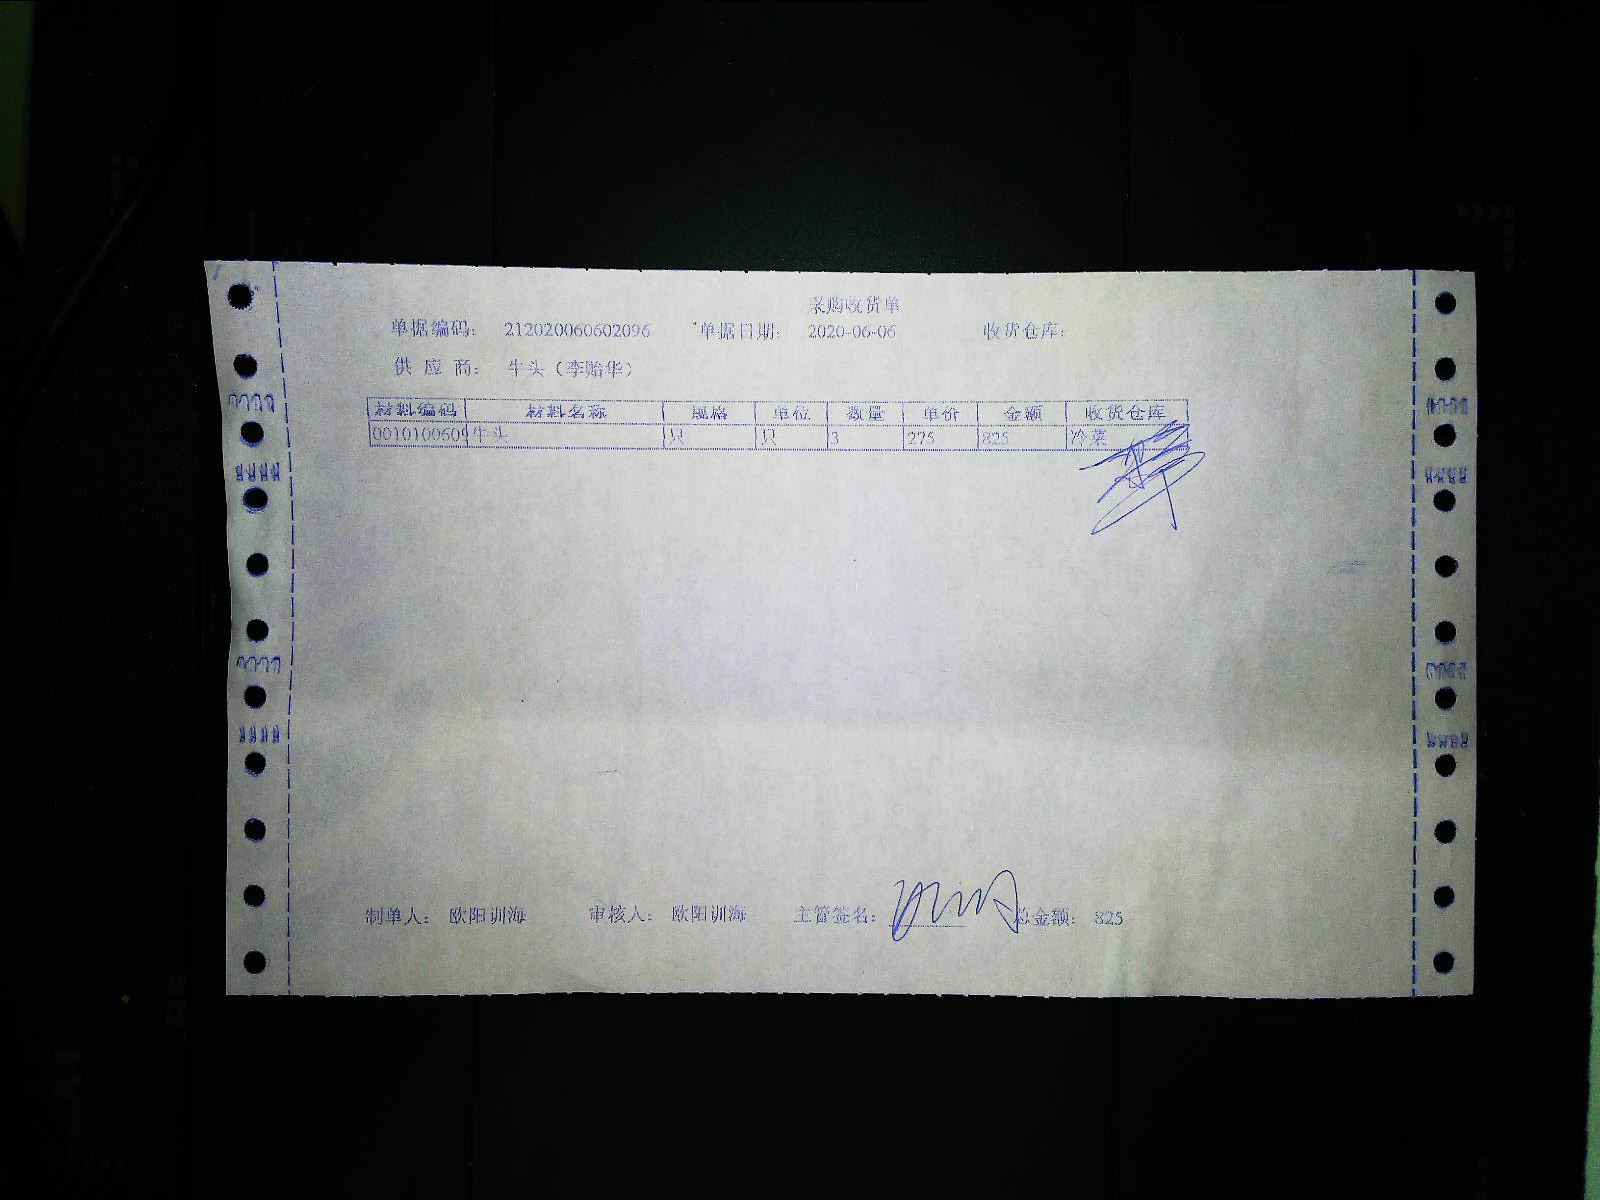 采购收货单
单据编码： 212020060602096 单据日期： 2020-06-06 收货仓库：
供 应 商： 牛头（李贻华）
材料编码 材料名称 规格 单位 数量 单价 金额 收货仓库
0010100605 牛头 只 只 3 275 825 冷菜
制单人： 欧阳训海 审核人： 欧阳训海 主管签名： 总金额： 825